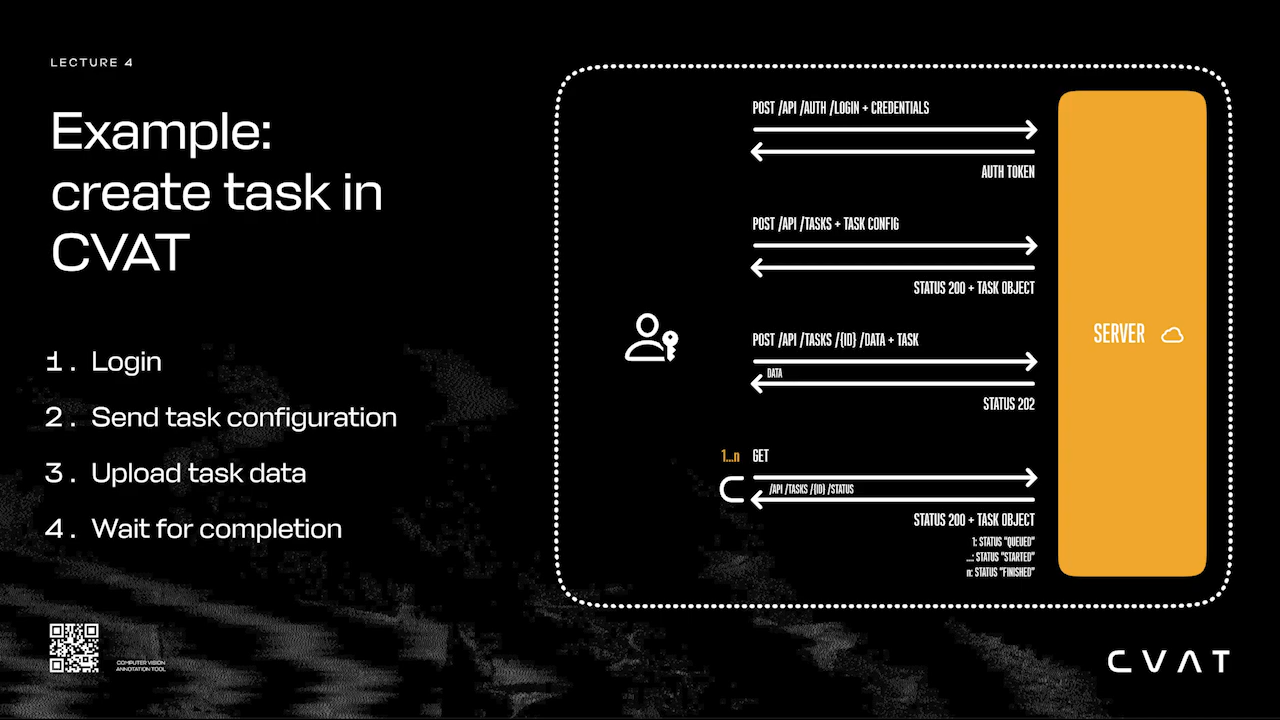 LECTURE 4
Example:
create task in
CVAT
1. Login
2. Send task configuration
3. Upload task data
4. Wait for completion
COMPUTER VISION
ANNOTATION TOOL
POST /API /AUTH /LOGIN + CREDENTIALS
AUTH TOKEN
POST /API /TASKS + TASK CONFIG
STATUS 200 + TASK OBJECT
POST /API /TASKS /{ID} /DATA + TASK
DATA
STATUS 202
1...n GET
/API /TASKS /{ID} /STATUS
STATUS 200 + TASK OBJECT
1: STATUS "QUEUED"
...: STATUS "STARTED"
n: STATUS "FINISHED"
SERVER
CVAT